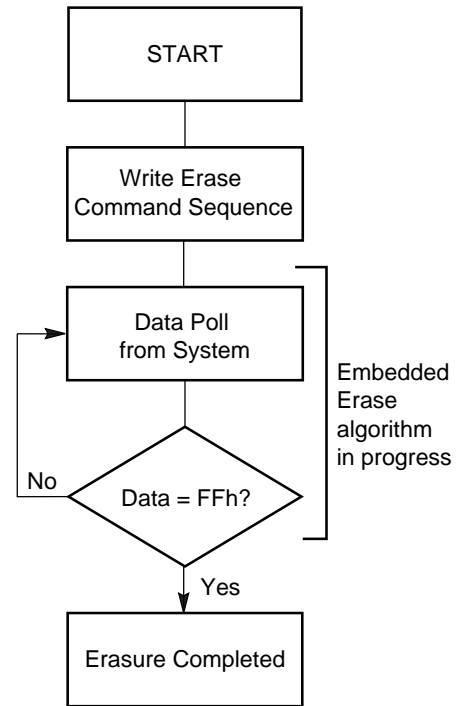 START
Write Erase
Command Sequence
Data Poll
from System
Embedded
Erase
algorithm
in progress
No
Data = FFh?
Yes
Erasure Completed